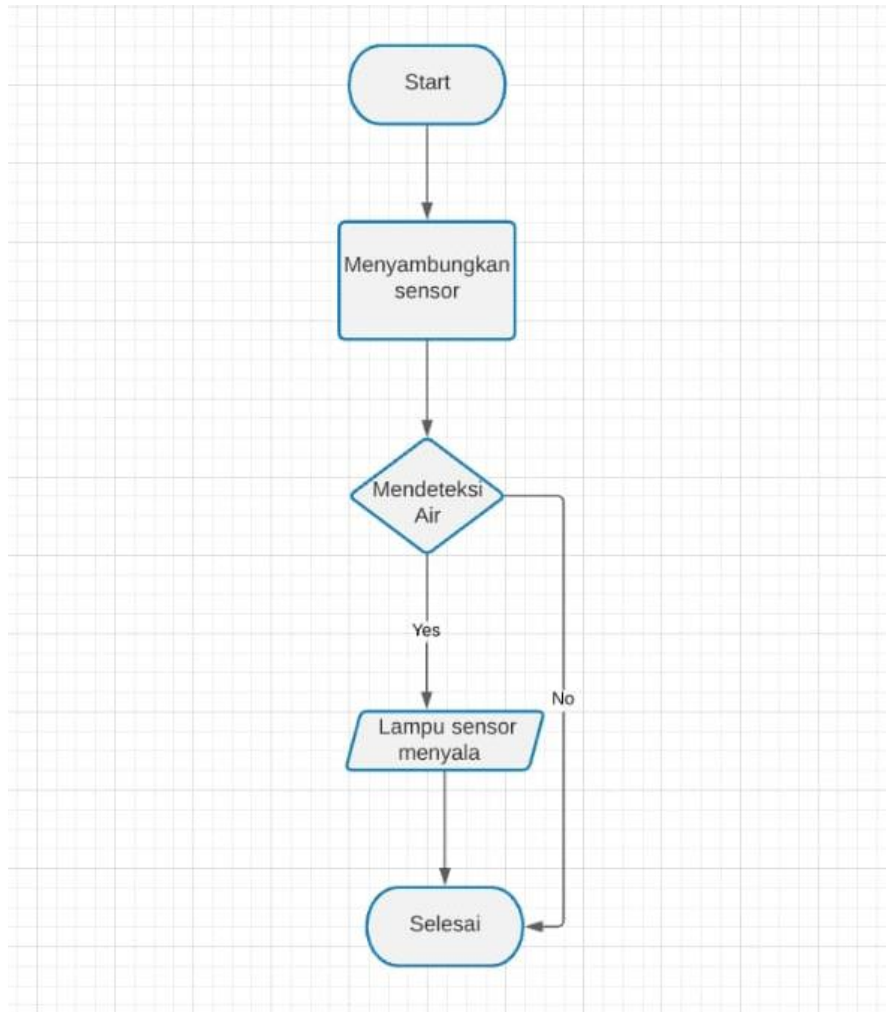 Start
Menyambungkan
sensor
Mendeteksi
Air
Yes
No
Lampu sensor
menyala
Selesai